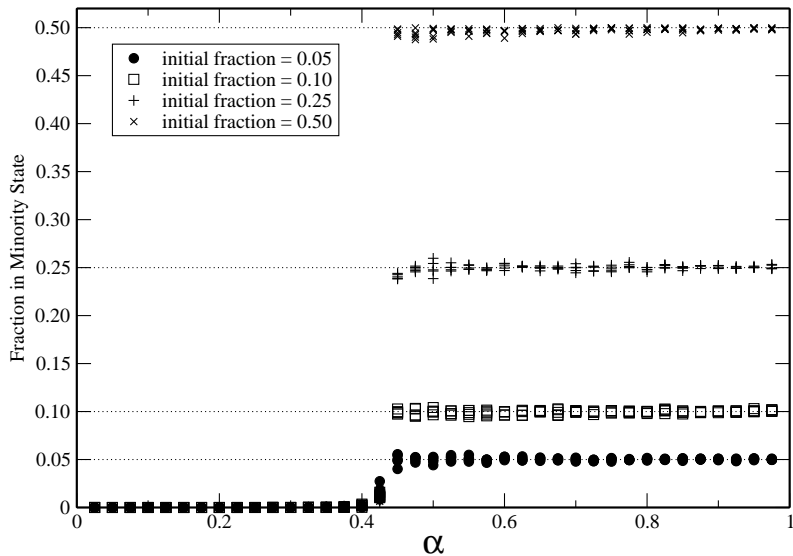 0.50
0.45
0.40
0.35
0.30
0.25
0.20
0.15
0.10
0.05
0
Fraction in Minority State
initial fraction = 0.05
initial fraction = 0.10
initial fraction = 0.25
initial fraction = 0.50
0 0.2 0.4 0.6 0.8 1
α